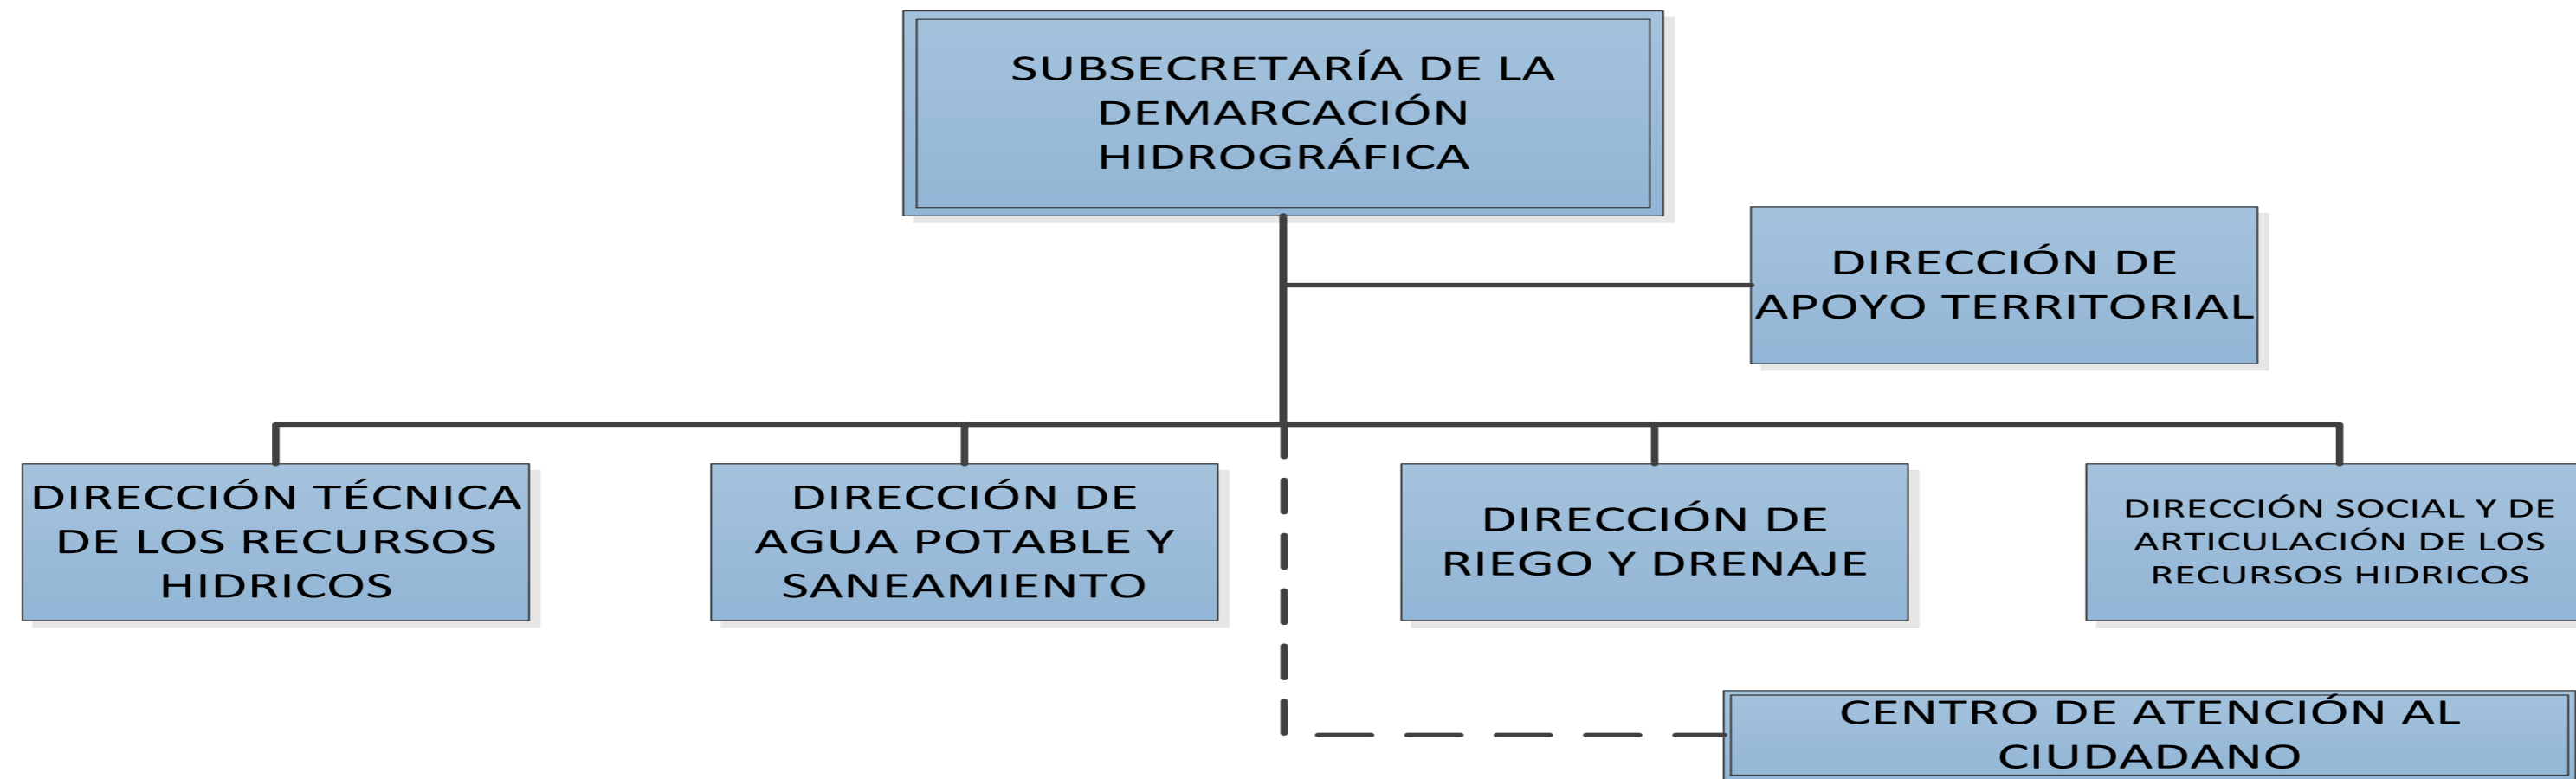 SUBSECRETARÍA DE LA
DEMARCACIÓN
HIDROGRÁFICA
DIRECCIÓN DE
APOYO TERRITORIAL
DIRECCIÓN TÉCNICA
DE LOS RECURSOS
HIDRICOS
DIRECCIÓN DE
AGUA POTABLE Y
SANEAMIENTO
DIRECCIÓN DE
RIEGO Y DRENAJE
DIRECCIÓN SOCIAL Y DE
ARTICULACIÓN DE LOS
RECURSOS HIDRICOS
CENTRO DE ATENCIÓN AL
CIUDADANO